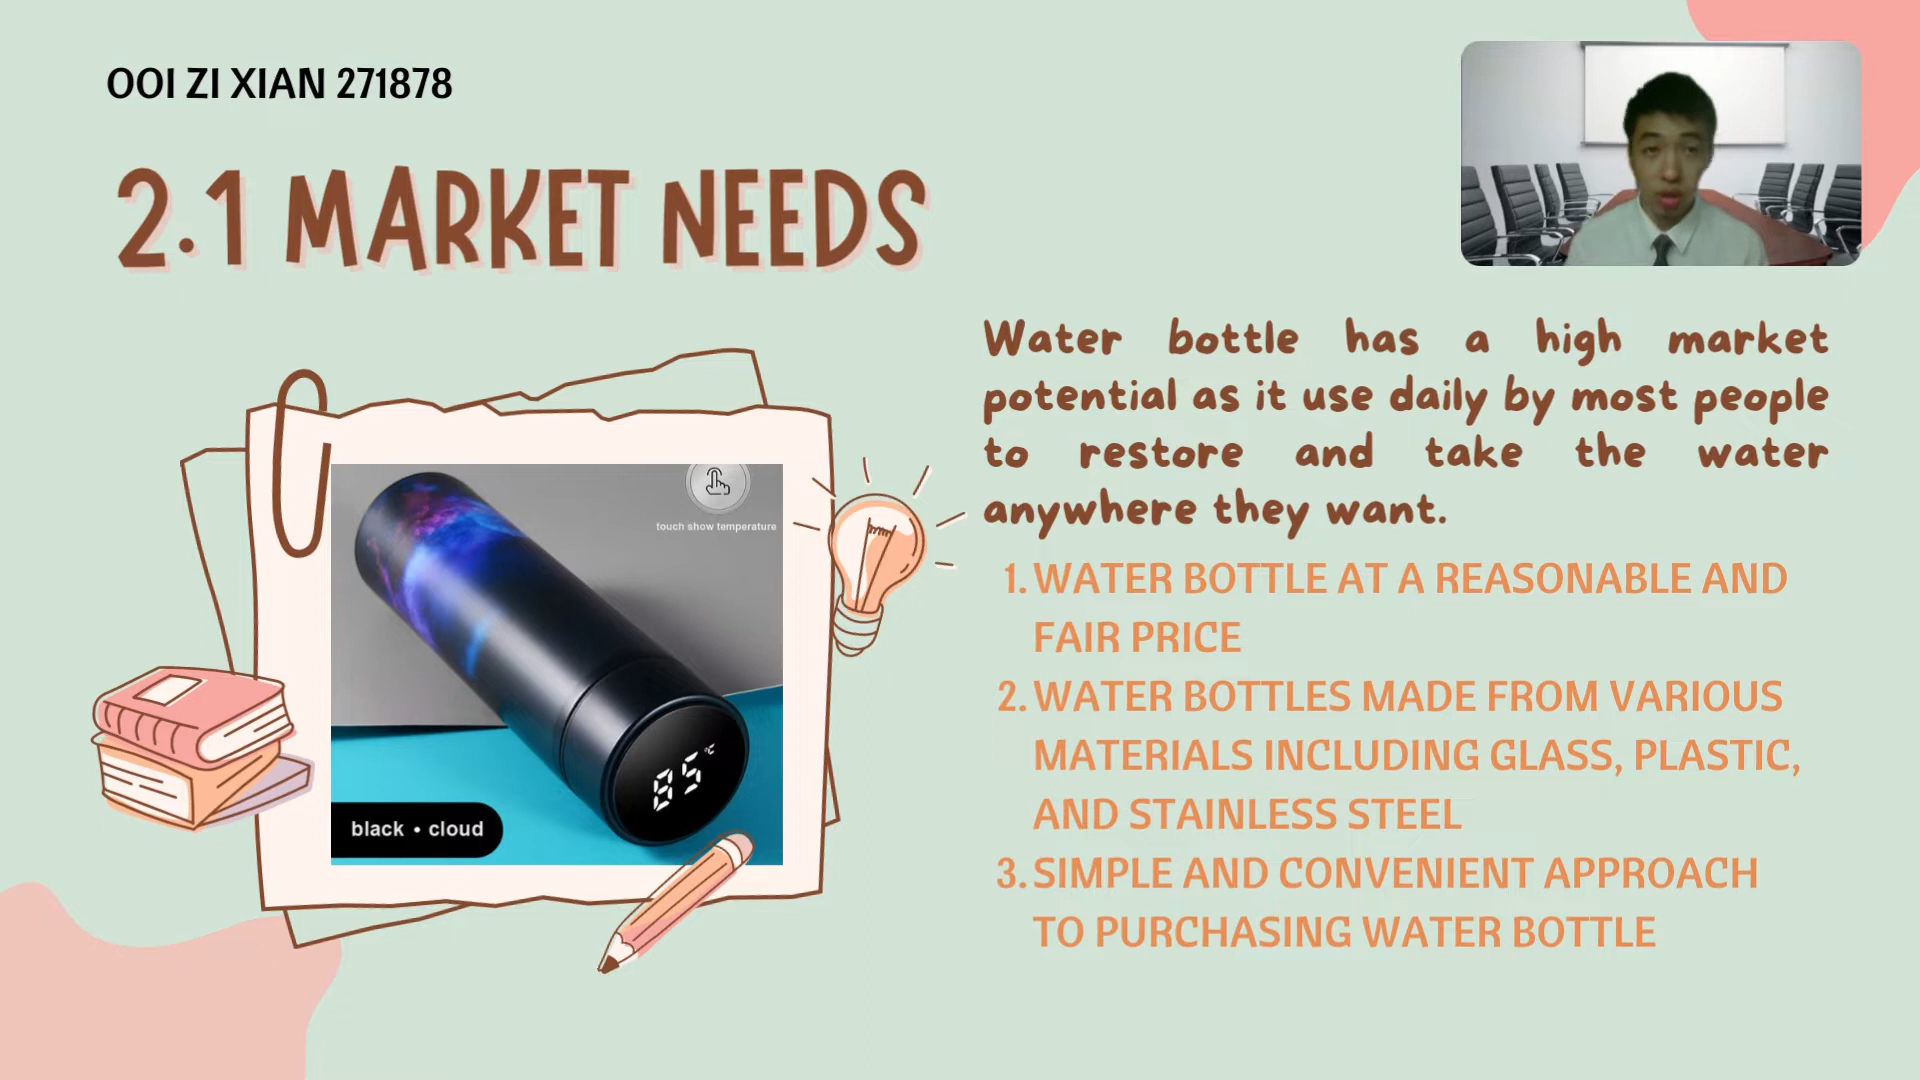 OOI ZI XIAN 271878
2.1 MARKET NEEDS
Water bottle has a high market
potential as it use daily by most people
to restore and take the water
anywhere they want.
touch show temperature
85 °C
black • cloud
1. WATER BOTTLE AT A REASONABLE AND
FAIR PRICE
2. WATER BOTTLES MADE FROM VARIOUS
MATERIALS INCLUDING GLASS, PLASTIC,
AND STAINLESS STEEL
3. SIMPLE AND CONVENIENT APPROACH
TO PURCHASING WATER BOTTLE